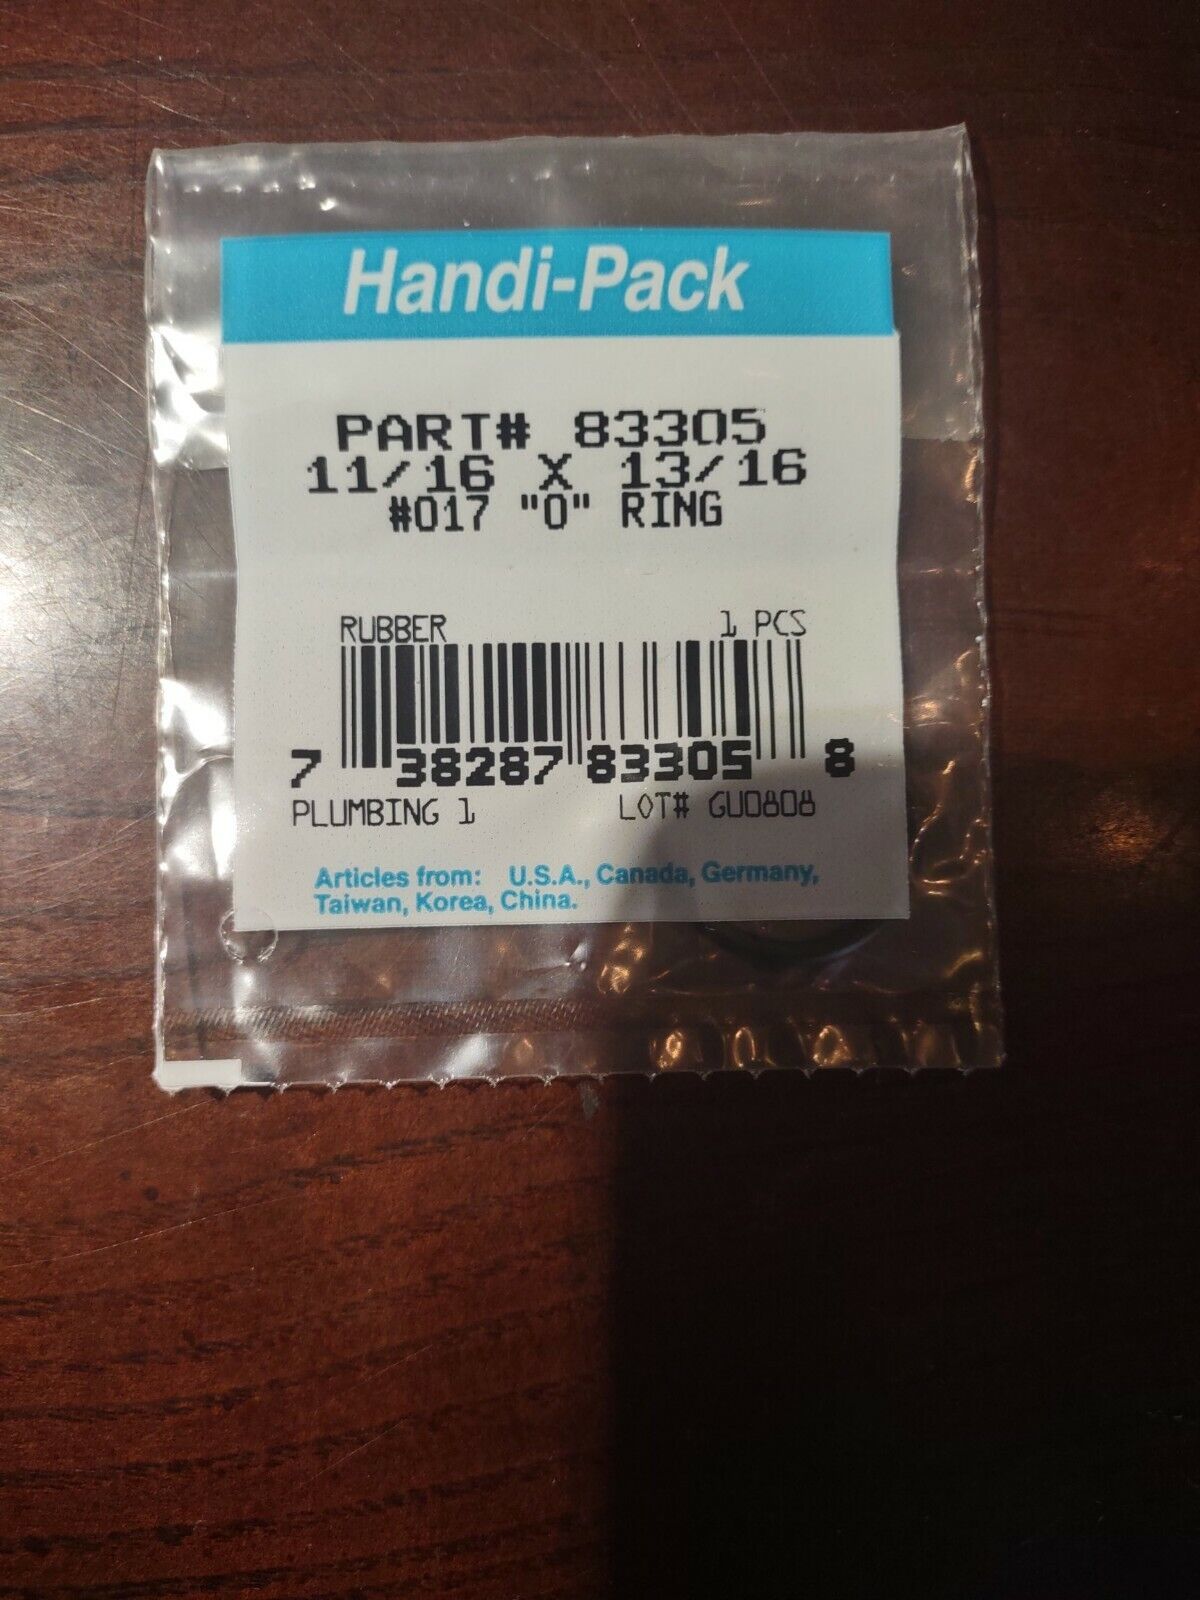 Handi-Pack
PART# 83305
11/16 X 13/16
#017 "O" RING
RUBBER 1 PCS
7 38287 83305 8
PLUMBING 1 LOT# GU0808
Articles from: U.S.A., Canada, Germany,
Taiwan, Korea, China.